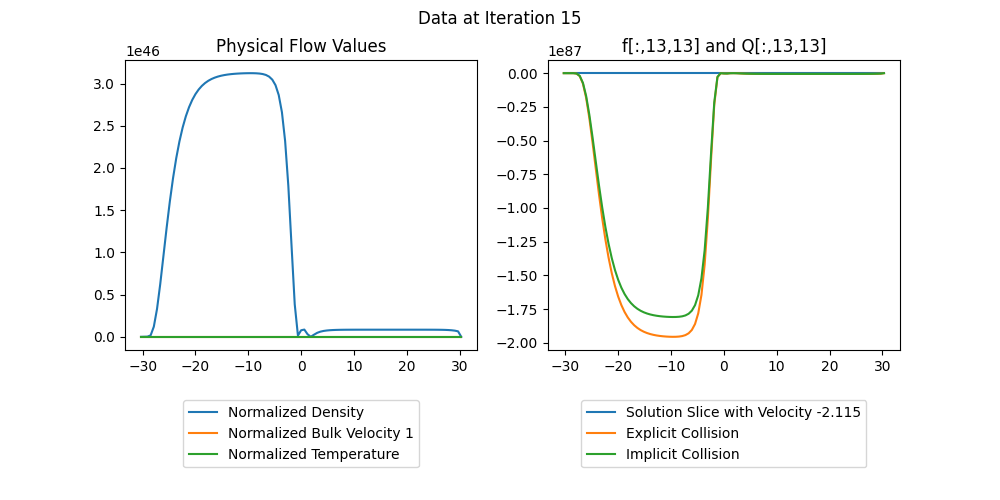 Data at Iteration 15
Physical Flow Values
1e46
3.0
2.5
2.0
1.5
1.0
0.5
0.0
−30 −20 −10 0 10 20 30
Normalized Density
Normalized Bulk Velocity 1
Normalized Temperature
f[:,13,13] and Q[:,13,13]
1e87
0.00
−0.25
−0.50
−0.75
−1.00
−1.25
−1.50
−1.75
−2.00
−30 −20 −10 0 10 20 30
Solution Slice with Velocity -2.115
Explicit Collision
Implicit Collision